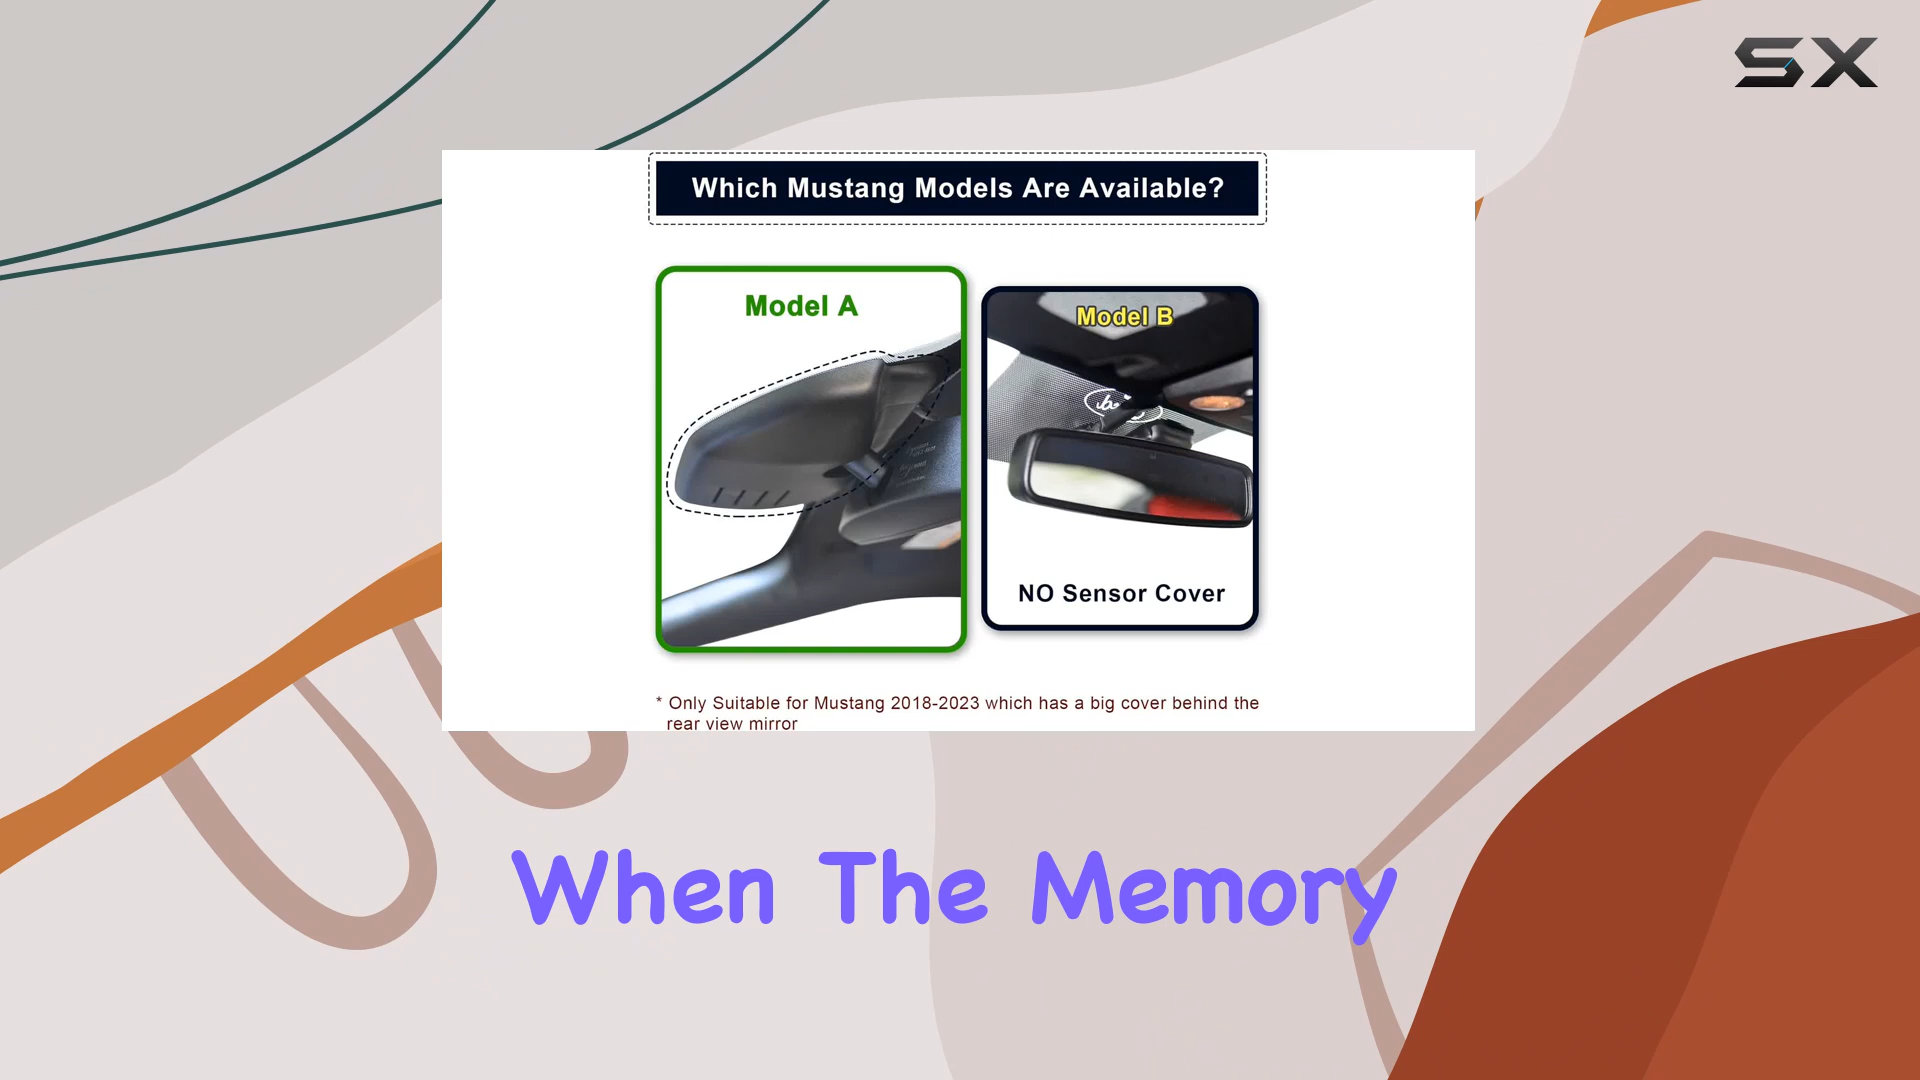 SX
Which Mustang Models Are Available?
Model A
Model B
NO Sensor Cover
* Only Suitable for Mustang 2018-2023 which has a big cover behind the
rear view mirror
When The Memory